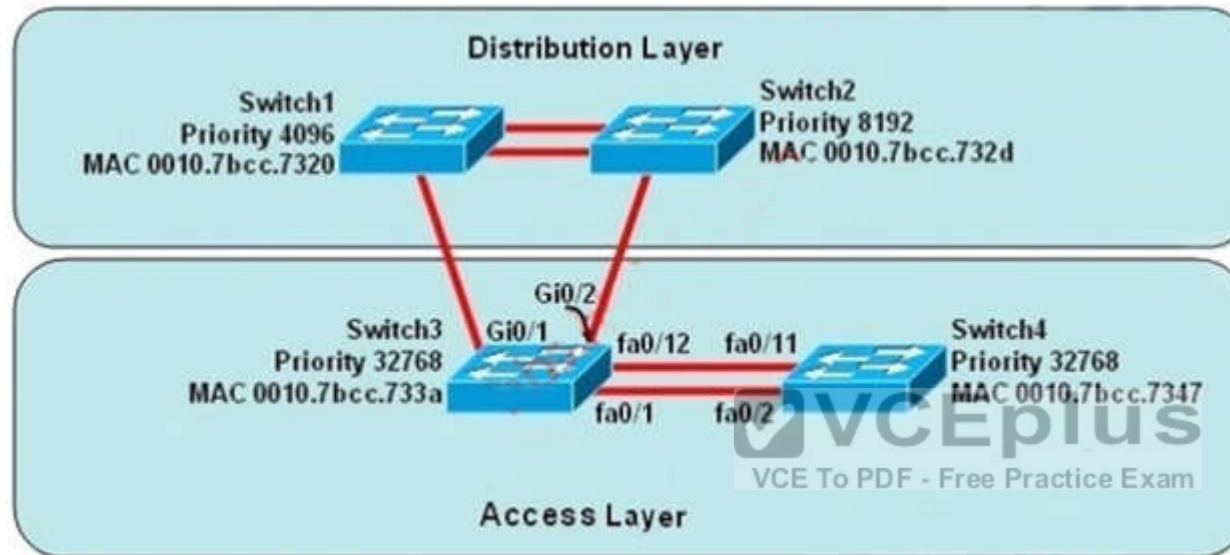 Distribution Layer
Switch1
Priority 4096
MAC 0010.7bcc.7320
Switch2
Priority 8192
MAC 0010.7bcc.732d
Gi0/2
Switch3
Priority 32768
MAC 0010.7bcc.733a
Gi0/1
fa0/12
fa0/11
fa0/1
fa0/2
Switch4
Priority 32768
MAC 0010.7bcc.7347
VCEplus
VCE To PDF - Free Practice Exam
Access Layer